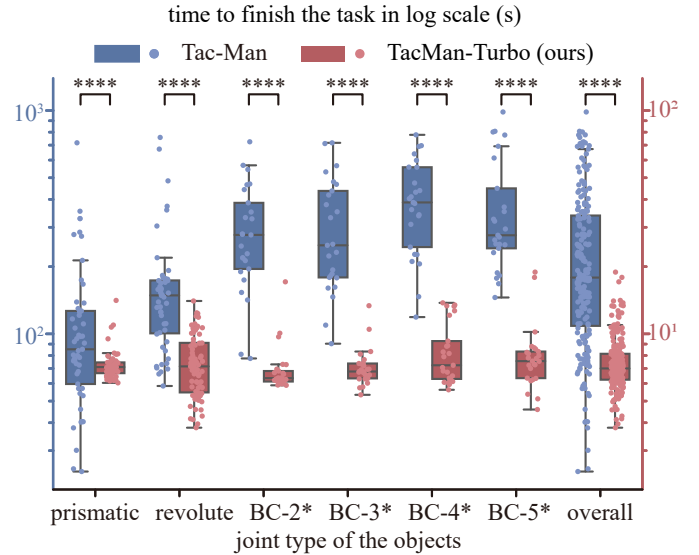 time to finish the task in log scale (s)
Tac-Man TacMan-Turbo (ours)
**** **** **** **** **** **** ****
10³ 10²
10² 10¹
prismatic revolute BC-2* BC-3* BC-4* BC-5* overall
joint type of the objects